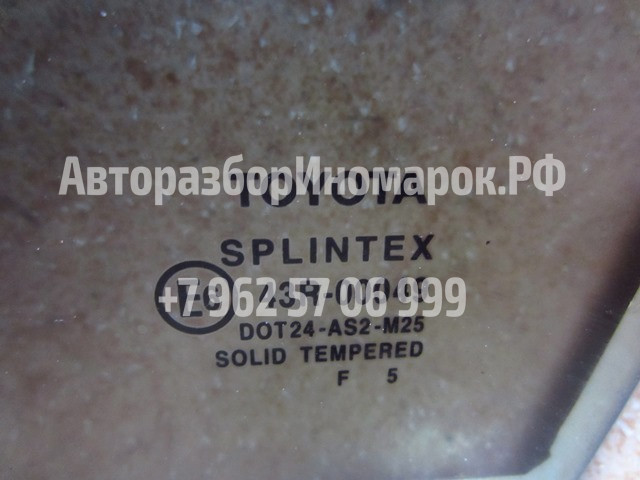 АвторазборИномарок.РФ
TOYOTA
SPLINTEX
+7 962 57 06 999
DOT24-AS2-M25
SOLID TEMPERED
F 5